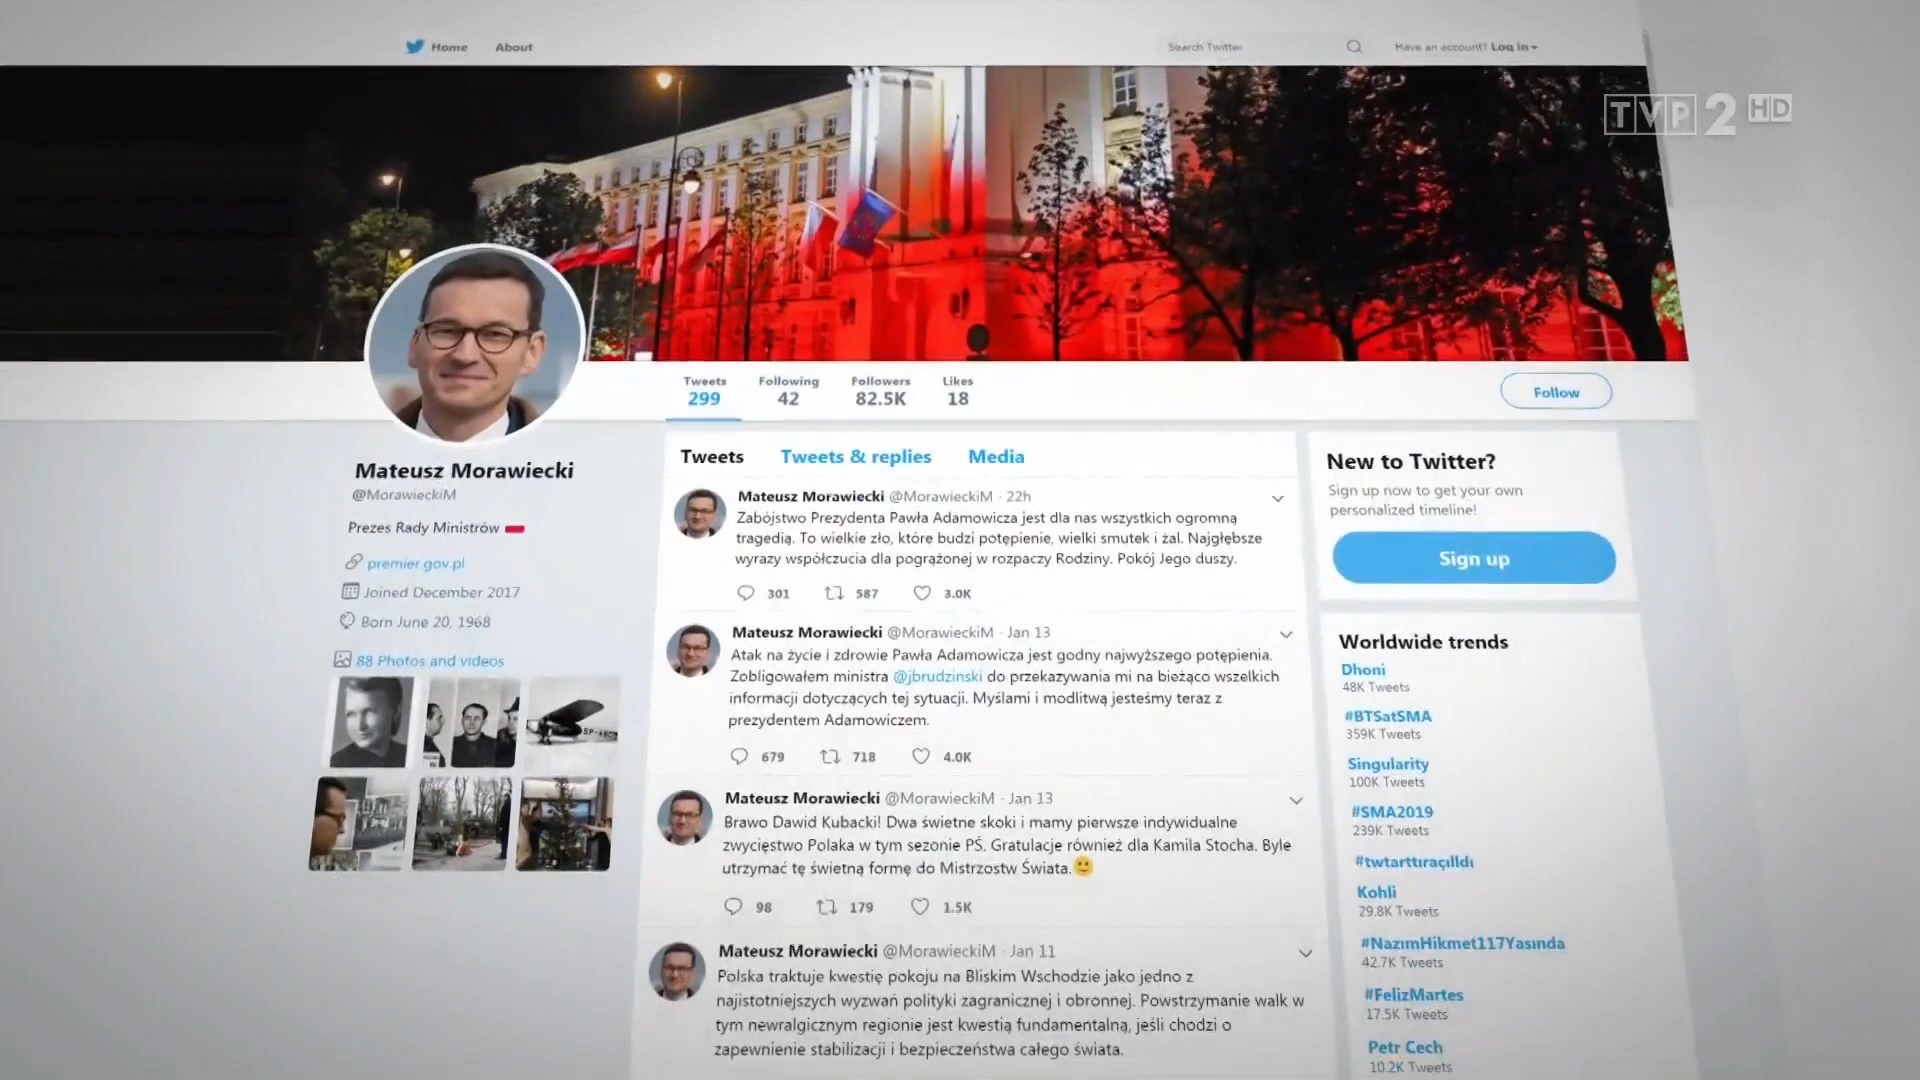 Home About
Search Twitter
Have an account? Log in
TVP 2 HD
Tweets Following Followers Likes
299 42 82.5K 18
Follow
Mateusz Morawiecki
@MorawieckiM
Prezes Rady Ministrów
premier.gov.pl
Joined December 2017
Born June 20, 1968
88 Photos and videos
SP-ABC
Tweets Tweets & replies Media
Mateusz Morawiecki @MorawieckiM · 22h
Zabójstwo Prezydenta Pawła Adamowicza jest dla nas wszystkich ogromną
tragedią. To wielkie zło, które budzi potępienie, wielki smutek i żal. Najgłębsze
wyrazy współczucia dla pogrążonej w rozpaczy Rodziny. Pokój Jego duszy.
301 587 3.0K
Mateusz Morawiecki @MorawieckiM · Jan 13
Atak na życie i zdrowie Pawła Adamowicza jest godny najwyższego potępienia.
Zobligowałem ministra @jbrudzinski do przekazywania mi na bieżąco wszelkich
informacji dotyczących tej sytuacji. Myślami i modlitwą jesteśmy teraz z
prezydentem Adamowiczem.
679 718 4.0K
Mateusz Morawiecki @MorawieckiM · Jan 13
Brawo Dawid Kubacki! Dwa świetne skoki i mamy pierwsze indywidualne
zwycięstwo Polaka w tym sezonie PŚ. Gratulacje również dla Kamila Stocha. Byle
utrzymać tę świetną formę do Mistrzostw Świata.🙂
98 179 1.5K
Mateusz Morawiecki @MorawieckiM · Jan 11
Polska traktuje kwestię pokoju na Bliskim Wschodzie jako jedno z
najistotniejszych wyzwań polityki zagranicznej i obronnej. Powstrzymanie walk w
tym newralgicznym regionie jest kwestią fundamentalną, jeśli chodzi o
zapewnienie stabilizacji i bezpieczeństwa całego świata.
New to Twitter?
Sign up now to get your own
personalized timeline!
Sign up
Worldwide trends
Dhoni
48K Tweets
#BTSatSMA
359K Tweets
Singularity
100K Tweets
#SMA2019
239K Tweets
#twtarttıraçılldı
Kohli
29.8K Tweets
#NazımHikmet117Yasında
42.7K Tweets
#FelizMartes
17.5K Tweets
Petr Cech
10.2K Tweets